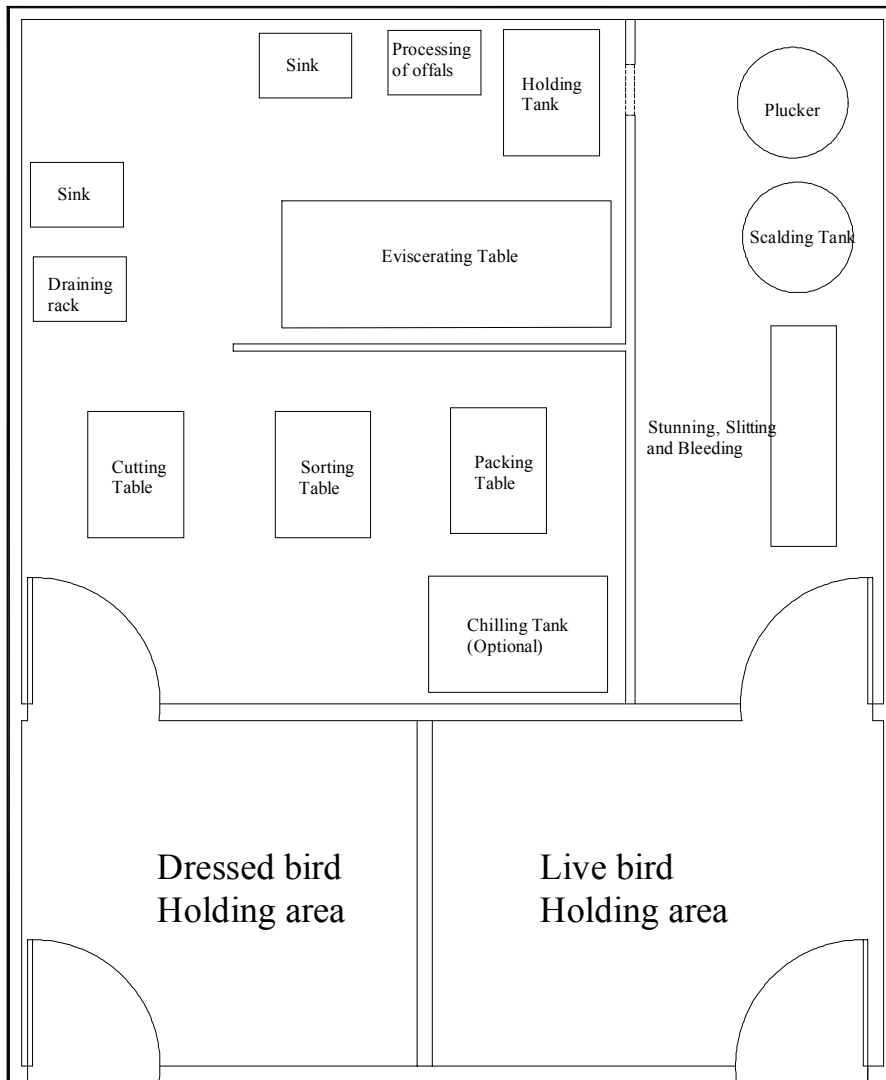 Sink
Processing
of offals
Holding
Tank
Plucker
Sink
Scalding Tank
Eviscerating Table
Draining
rack
Stunning, Slitting
and Bleeding
Cutting
Table
Sorting
Table
Packing
Table
Chilling Tank
(Optional)
Dressed bird
Holding area
Live bird
Holding area